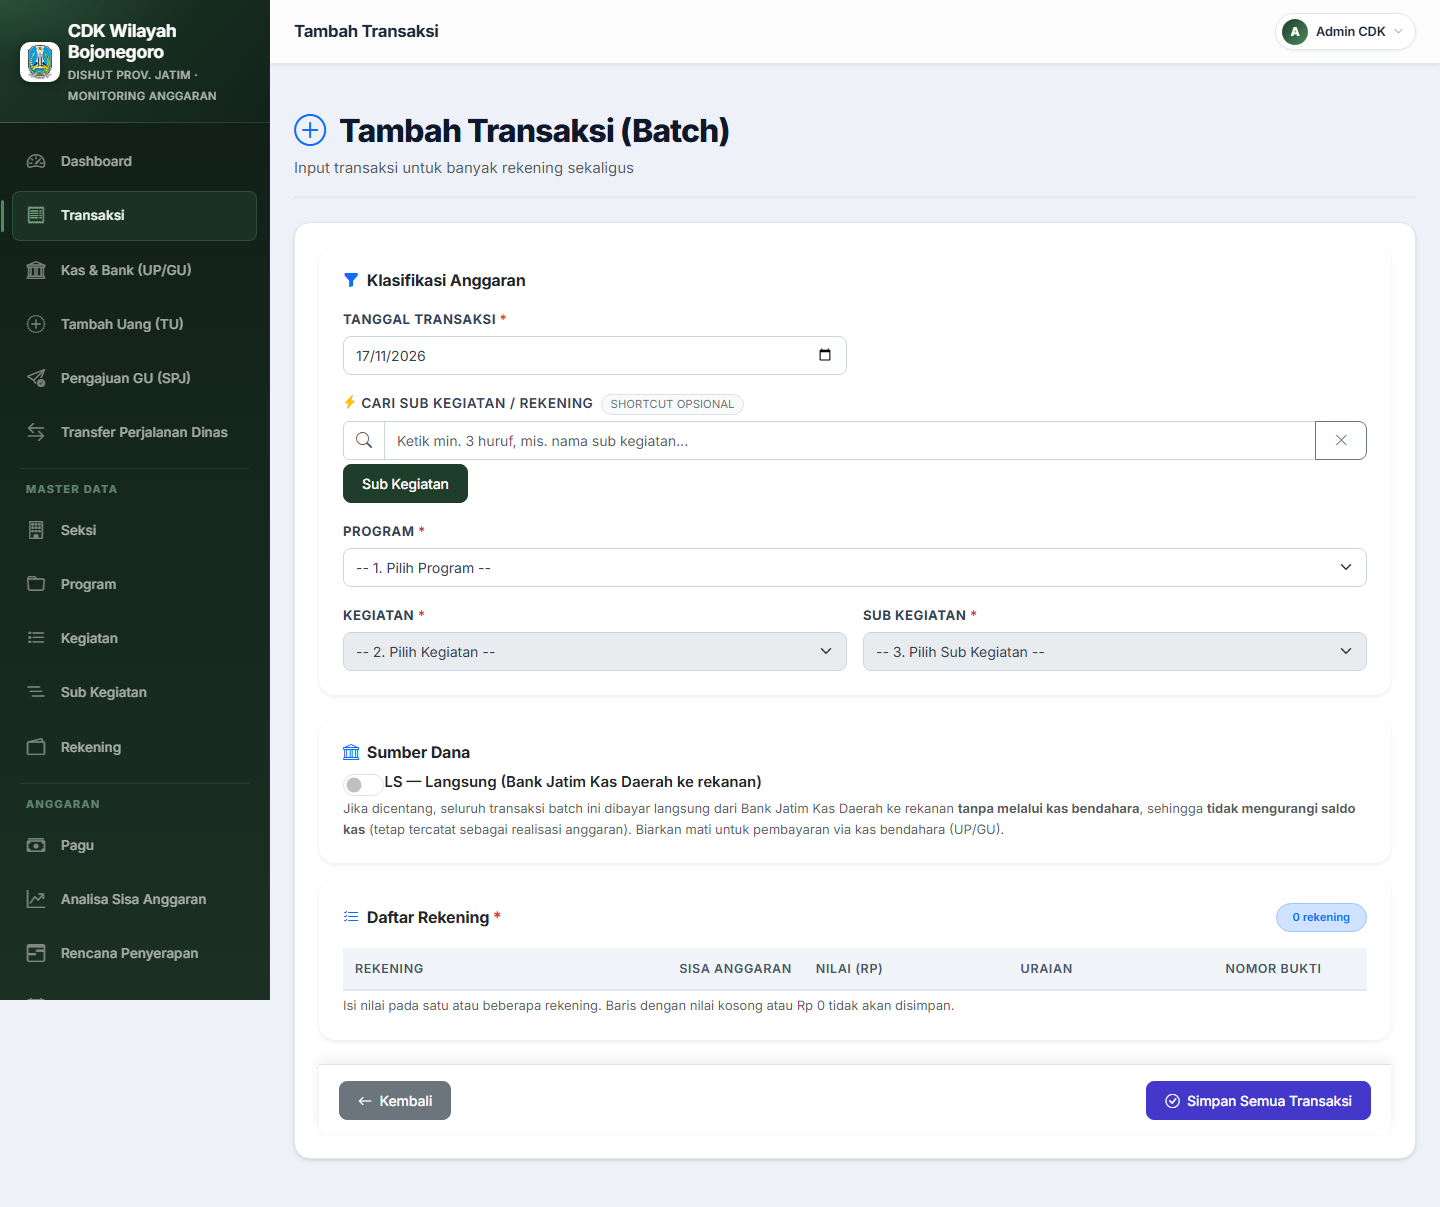 CDK Wilayah
Bojonegoro
DISHUT PROV. JATIM ·
MONITORING ANGGARAN
Dashboard
Transaksi
Kas & Bank (UP/GU)
Tambah Uang (TU)
Pengajuan GU (SPJ)
Transfer Perjalanan Dinas
MASTER DATA
Seksi
Program
Kegiatan
Sub Kegiatan
Rekening
ANGGARAN
Pagu
Analisa Sisa Anggaran
Rencana Penyerapan
Tambah Transaksi
A Admin CDK
Tambah Transaksi (Batch)
Input transaksi untuk banyak rekening sekaligus
Klasifikasi Anggaran
TANGGAL TRANSAKSI *
17/11/2026
CARI SUB KEGIATAN / REKENING SHORTCUT OPSIONAL
Ketik min. 3 huruf, mis. nama sub kegiatan...
Sub Kegiatan
PROGRAM *
-- 1. Pilih Program --
KEGIATAN * SUB KEGIATAN *
-- 2. Pilih Kegiatan -- -- 3. Pilih Sub Kegiatan --
Sumber Dana
LS — Langsung (Bank Jatim Kas Daerah ke rekanan)
Jika dicentang, seluruh transaksi batch ini dibayar langsung dari Bank Jatim Kas Daerah ke rekanan tanpa melalui kas bendahara, sehingga tidak mengurangi saldo
kas (tetap tercatat sebagai realisasi anggaran). Biarkan mati untuk pembayaran via kas bendahara (UP/GU).
Daftar Rekening * 0 rekening
REKENING SISA ANGGARAN NILAI (RP) URAIAN NOMOR BUKTI
Isi nilai pada satu atau beberapa rekening. Baris dengan nilai kosong atau Rp 0 tidak akan disimpan.
Kembali Simpan Semua Transaksi